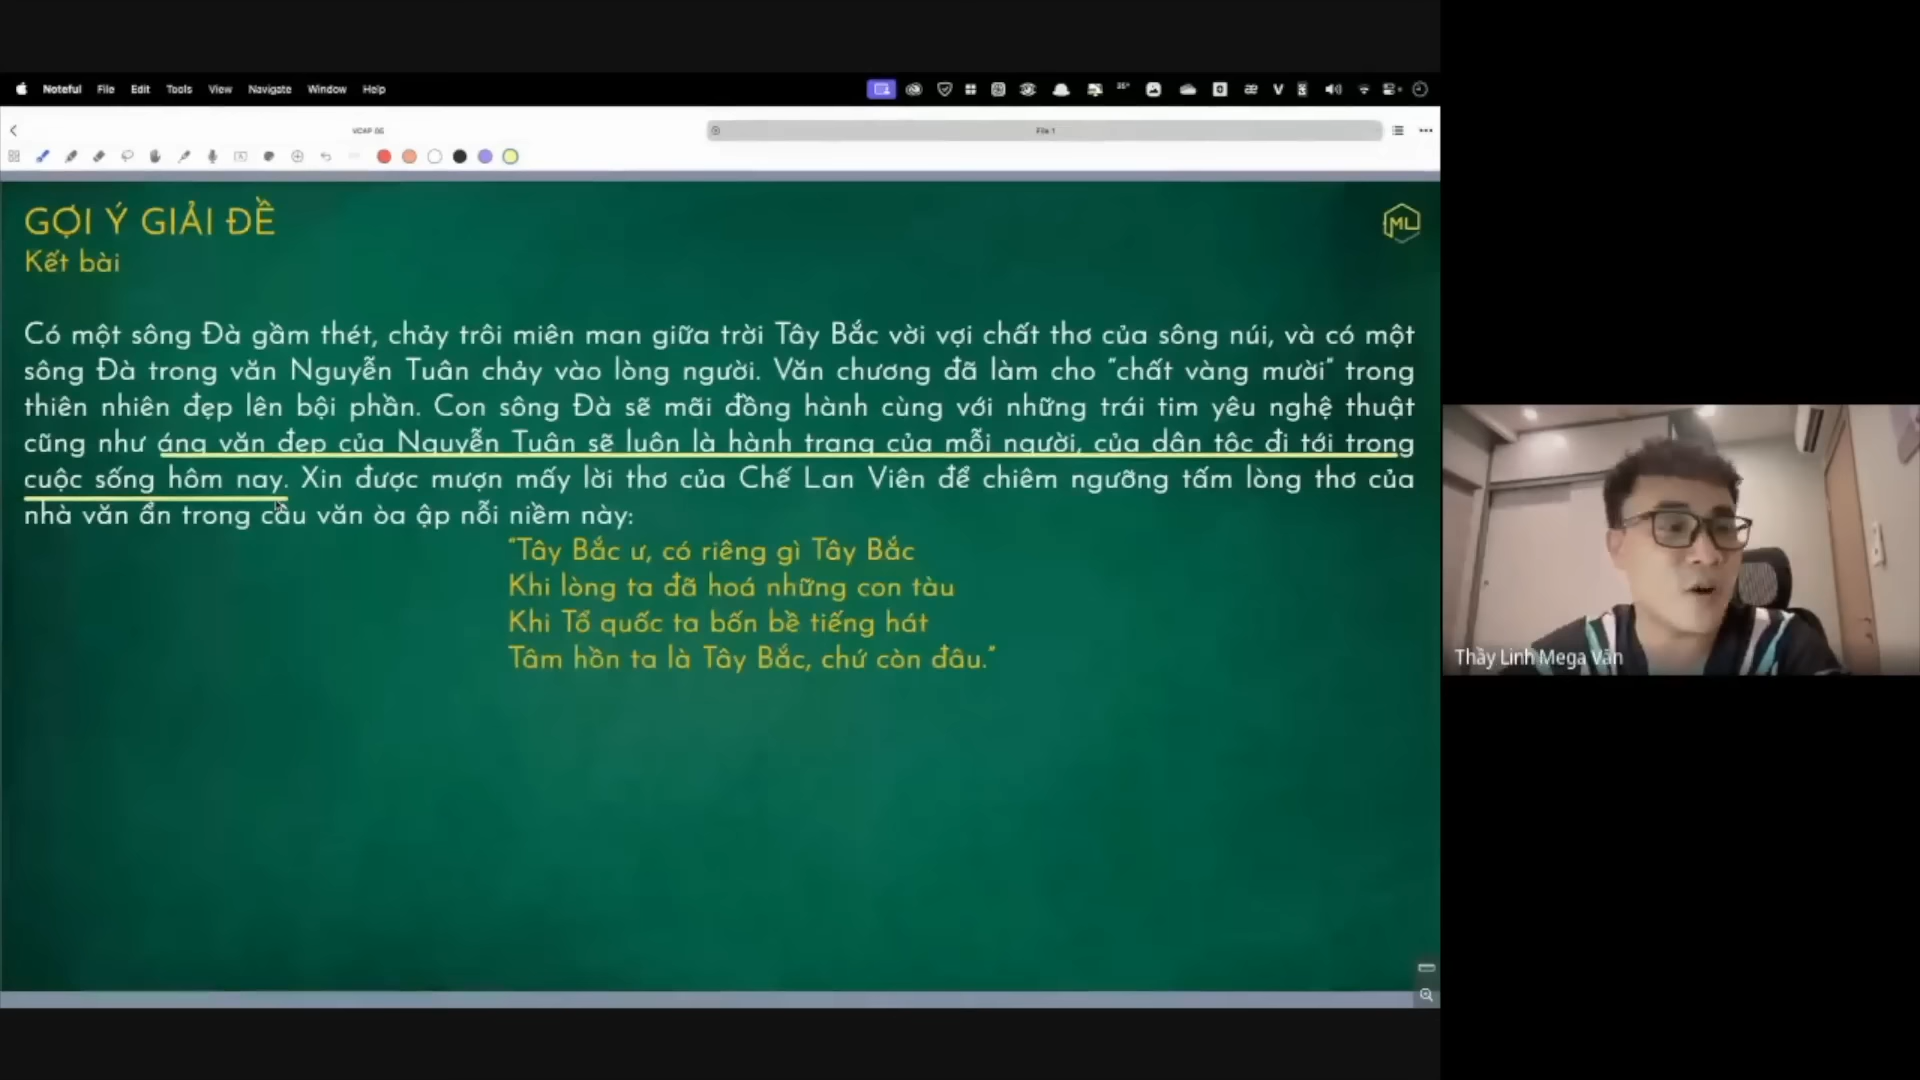 Noteful File Edit Tools View Navigate Window Help
VCAP 05
File 1
GỢI Ý GIẢI ĐỀ
ML
Kết bài
Có một sông Đà gầm thét, chảy trôi miên man giữa trời Tây Bắc vời vợi chất thơ của sông núi, và có một
sông Đà trong văn Nguyễn Tuân chảy vào lòng người. Văn chương đã làm cho “chất vàng mười” trong
thiên nhiên đẹp lên bội phần. Con sông Đà sẽ mãi đồng hành cùng với những trái tim yêu nghệ thuật
cũng như áng văn đẹp của Nguyễn Tuân sẽ luôn là hành trang của mỗi người, của dân tộc đi tới trong
cuộc sống hôm nay. Xin được mượn mấy lời thơ của Chế Lan Viên để chiêm ngưỡng tấm lòng thơ của
nhà văn ẩn trong câu văn òa ập nỗi niềm này:
“Tây Bắc ư, có riêng gì Tây Bắc
Khi lòng ta đã hoá những con tàu
Khi Tổ quốc ta bốn bề tiếng hát
Tâm hồn ta là Tây Bắc, chứ còn đâu.”
Thầy Linh Mega Văn